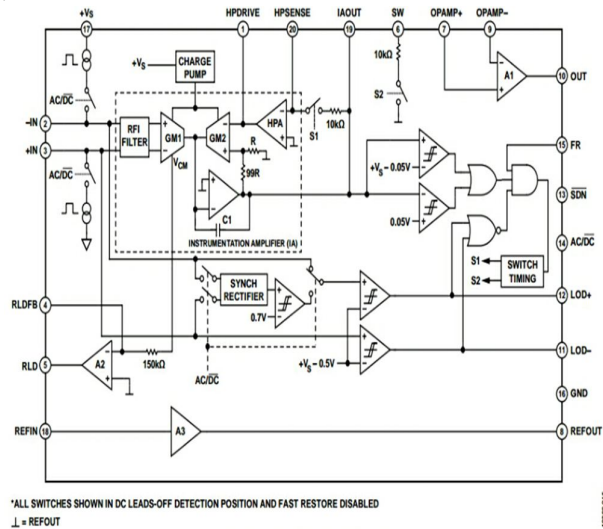 +VS
HPDRIVE
HPSENSE
IAOUT
SW
OPAMP+
OPAMP–
17
1
20
19
6
7
9
+VS
CHARGE PUMP
10kΩ
A1
10
OUT
AC/DC
S2
–IN
2
RFI FILTER
GM1
GM2
HPA
S1
10kΩ
+IN
3
VCM
R
99R
+VS – 0.05V
15
FR
AC/DC
13
SDN
C1
0.05V
INSTRUMENTATION AMPLIFIER (IA)
14
AC/DC
S1
S2
SWITCH TIMING
SYNCH RECTIFIER
0.7V
12
LOD+
RLDFB
4
RLD
5
A2
150kΩ
AC/DC
+VS – 0.5V
11
LOD–
16
GND
REFIN
18
A3
8
REFOUT
*ALL SWITCHES SHOWN IN DC LEADS-OFF DETECTION POSITION AND FAST RESTORE DISABLED
⊥ = REFOUT